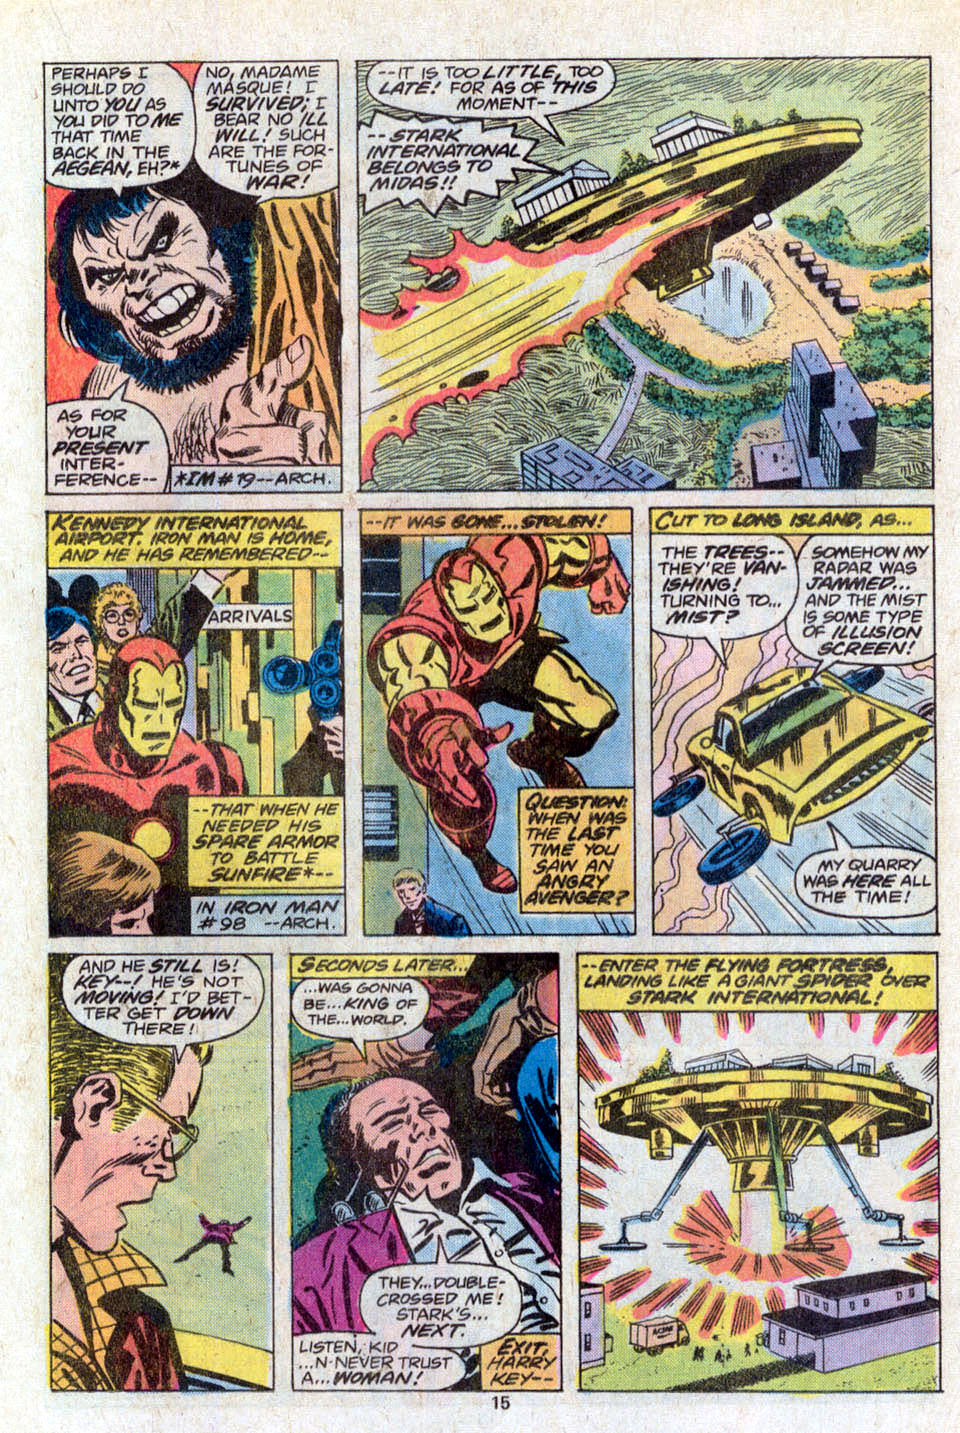 PERHAPS I
SHOULD DO
UNTO YOU AS
YOU DID TO ME
THAT TIME
BACK IN THE
AEGEAN, EH?*
NO, MADAME
MASQUE! I
SURVIVED; I
BEAR NO ILL
WILL! SUCH
ARE THE FOR-
TUNES OF
WAR!
AS FOR
YOUR
PRESENT
INTER-
FERENCE--
*IM #19--ARCH.
--IT IS TOO LITTLE, TOO
LATE! FOR AS OF THIS
MOMENT--
--STARK
INTERNATIONAL
BELONGS TO
MIDAS!!
KENNEDY INTERNATIONAL
AIRPORT. IRON MAN IS HOME,
AND HE HAS REMEMBERED--
ARRIVALS
--THAT WHEN HE
NEEDED HIS
SPARE ARMOR
TO BATTLE
SUNFIRE*--
*IN IRON MAN
#98 --ARCH.
--IT WAS GONE...STOLEN!
QUESTION:
WHEN WAS
THE LAST
TIME YOU
SAW AN
ANGRY
AVENGER?
CUT TO LONG ISLAND, AS...
THE TREES--
THEY'RE VAN-
ISHING!
TURNING TO...
MIST?
SOMEHOW MY
RADAR WAS
JAMMED...
AND THE MIST
IS SOME TYPE
OF ILLUSION
SCREEN!
MY QUARRY
WAS HERE ALL
THE TIME!
AND HE STILL IS!
KEY--! HE'S NOT
MOVING! I'D BET-
TER GET DOWN
THERE!
SECONDS LATER...
...WAS GONNA
BE...KING OF
THE...WORLD.
THEY...DOUBLE-
CROSSED ME!
STARK'S...
NEXT.
LISTEN, KID
...N-NEVER TRUST
A...WOMAN!
EXIT,
HARRY
KEY--
--ENTER THE FLYING FORTRESS,
LANDING LIKE A GIANT SPIDER OVER
STARK INTERNATIONAL!
ACME
15